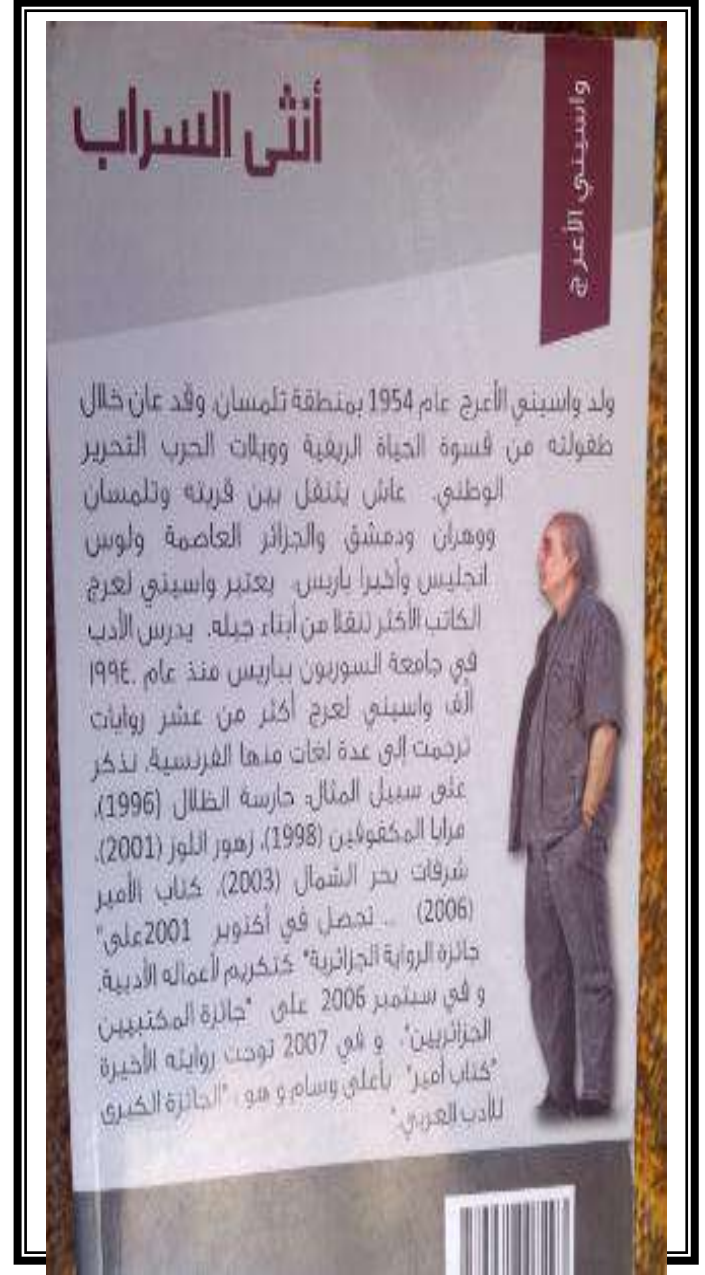 أنثى السراب
واسيني الأعرج
ولد واسيني الأعرج عام 1954 بمنطقة تلمسان. وقد عان خلال
طفولته من قسوة الحياة الريفية وويلات الحرب التحرير
الوطني. عاش يتنقل بين قريته وتلمسان
ووهران ودمشق والجزائر العاصمة ولوس
انجليس وأخيرا باريس. يعتبر واسيني لعرج
الكاتب الأكثر تنقلا من أبناء جيله. يدرس الأدب
في جامعة السوربون بباريس منذ عام ١٩٩٤.
ألّف واسيني لعرج أكثر من عشر روايات
ترجمت إلى عدة لغات منها الفرنسية. نذكر
على سبيل المثال: حارسة الظلال (1996)،
مرايا المكفوفين (1998)، زهور اللوز (2001)،
شرفات بحر الشمال (2003)، كتاب الأمير
(2006) .. تحصل في أكتوبر 2001على"
جائزة الرواية الجزائرية" كتكريم لأعماله الأدبية.
و في سبتمبر 2006 على "جائزة المكتبيين
الجزائريين". و في 2007 توجت روايته الأخيرة
"كتاب أمير" بأعلى وسام و هو "الجائزة الكبرى
للأدب العربي."